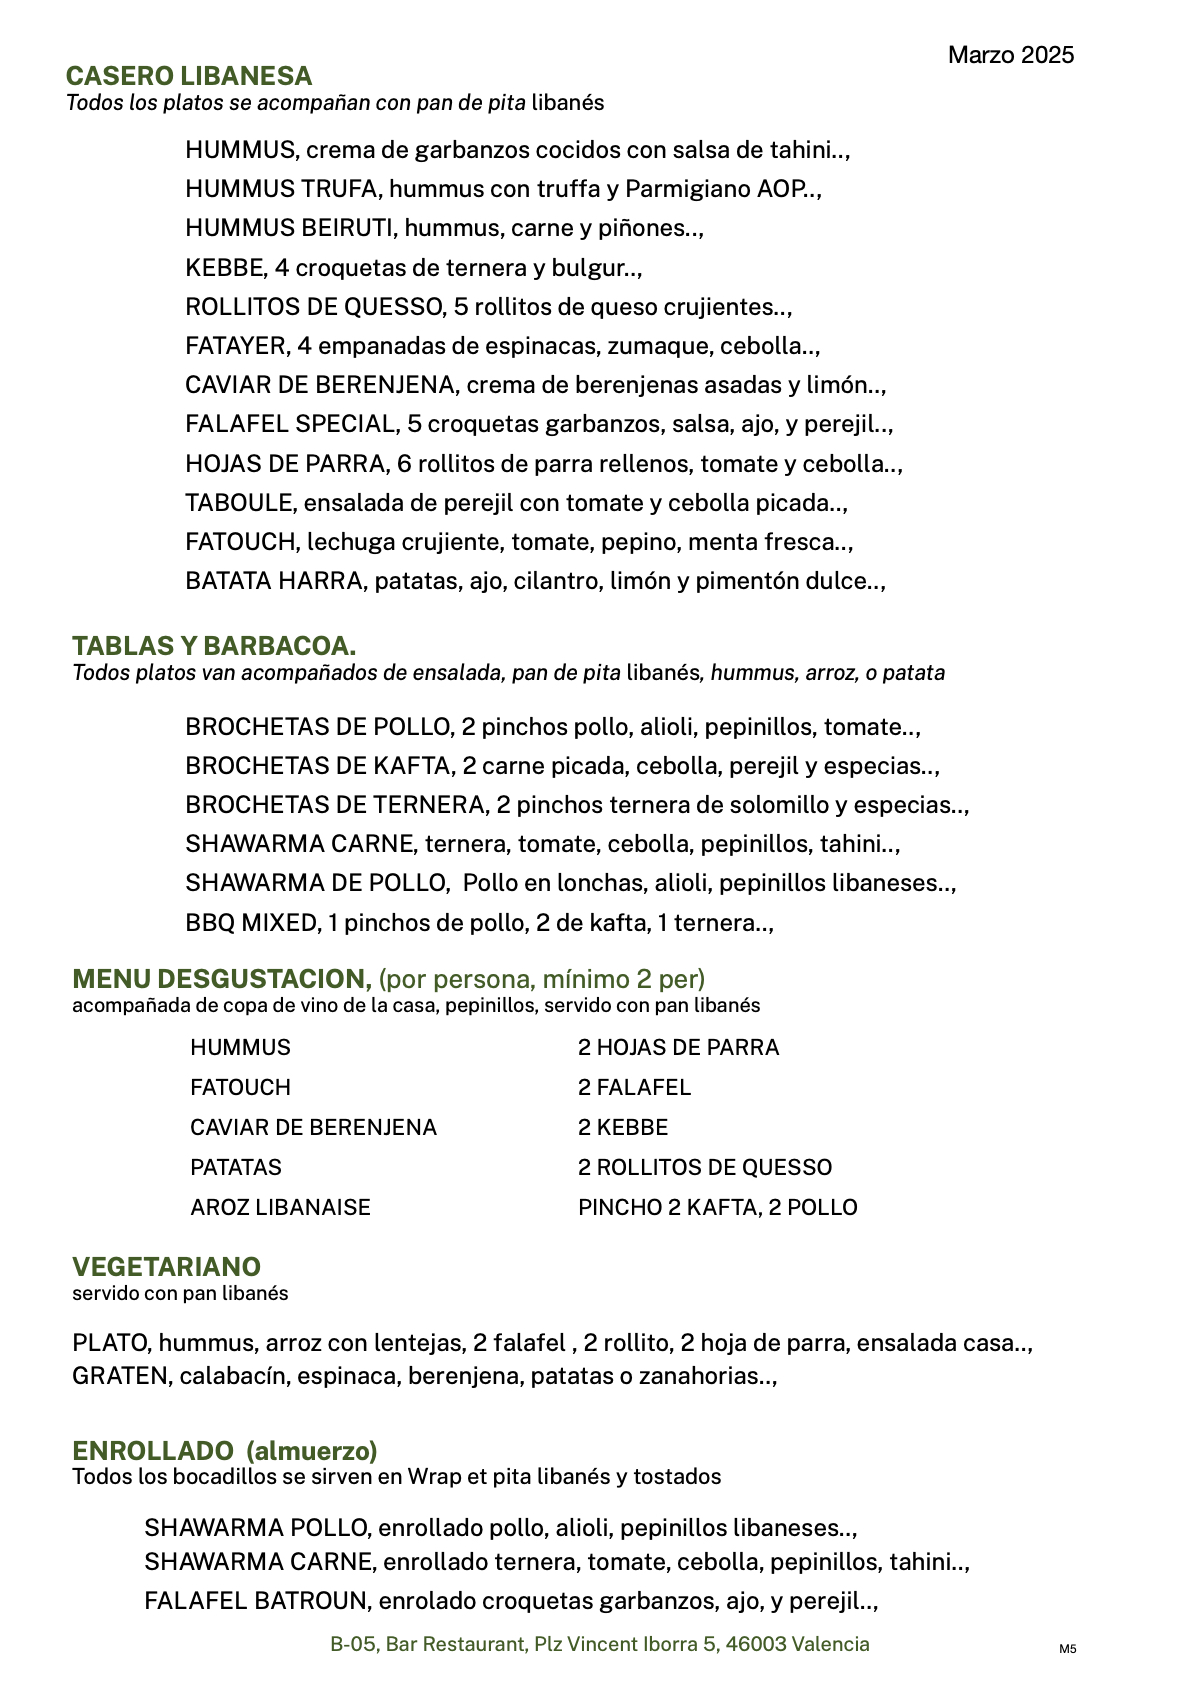 Marzo 2025
CASERO LIBANESA
Todos los platos se acompañan con pan de pita libanés
HUMMUS, crema de garbanzos cocidos con salsa de tahini..,
HUMMUS TRUFA, hummus con truffa y Parmigiano AOP..,
HUMMUS BEIRUTI, hummus, carne y piñones..,
KEBBE, 4 croquetas de ternera y bulgur..,
ROLLITOS DE QUESSO, 5 rollitos de queso crujientes..,
FATAYER, 4 empanadas de espinacas, zumaque, cebolla..,
CAVIAR DE BERENJENA, crema de berenjenas asadas y limón..,
FALAFEL SPECIAL, 5 croquetas garbanzos, salsa, ajo, y perejil..,
HOJAS DE PARRA, 6 rollitos de parra rellenos, tomate y cebolla..,
TABOULE, ensalada de perejil con tomate y cebolla picada..,
FATOUCH, lechuga crujiente, tomate, pepino, menta fresca..,
BATATA HARRA, patatas, ajo, cilantro, limón y pimentón dulce..,
TABLAS Y BARBACOA.
Todos platos van acompañados de ensalada, pan de pita libanés, hummus, arroz, o patata
BROCHETAS DE POLLO, 2 pinchos pollo, alioli, pepinillos, tomate..,
BROCHETAS DE KAFTA, 2 carne picada, cebolla, perejil y especias..,
BROCHETAS DE TERNERA, 2 pinchos ternera de solomillo y especias..,
SHAWARMA CARNE, ternera, tomate, cebolla, pepinillos, tahini..,
SHAWARMA DE POLLO,  Pollo en lonchas, alioli, pepinillos libaneses..,
BBQ MIXED, 1 pinchos de pollo, 2 de kafta, 1 ternera..,
MENU DESGUSTACION, (por persona, mínimo 2 per)
acompañada de copa de vino de la casa, pepinillos, servido con pan libanés
HUMMUS 2 HOJAS DE PARRA
FATOUCH 2 FALAFEL
CAVIAR DE BERENJENA 2 KEBBE
PATATAS 2 ROLLITOS DE QUESSO
AROZ LIBANAISE PINCHO 2 KAFTA, 2 POLLO
VEGETARIANO
servido con pan libanés
PLATO, hummus, arroz con lentejas, 2 falafel , 2 rollito, 2 hoja de parra, ensalada casa..,
GRATEN, calabacín, espinaca, berenjena, patatas o zanahorias..,
ENROLLADO  (almuerzo)
Todos los bocadillos se sirven en Wrap et pita libanés y tostados
SHAWARMA POLLO, enrollado pollo, alioli, pepinillos libaneses..,
SHAWARMA CARNE, enrollado ternera, tomate, cebolla, pepinillos, tahini..,
FALAFEL BATROUN, enrolado croquetas garbanzos, ajo, y perejil..,
B-05, Bar Restaurant, Plz Vincent Iborra 5, 46003 Valencia
M5